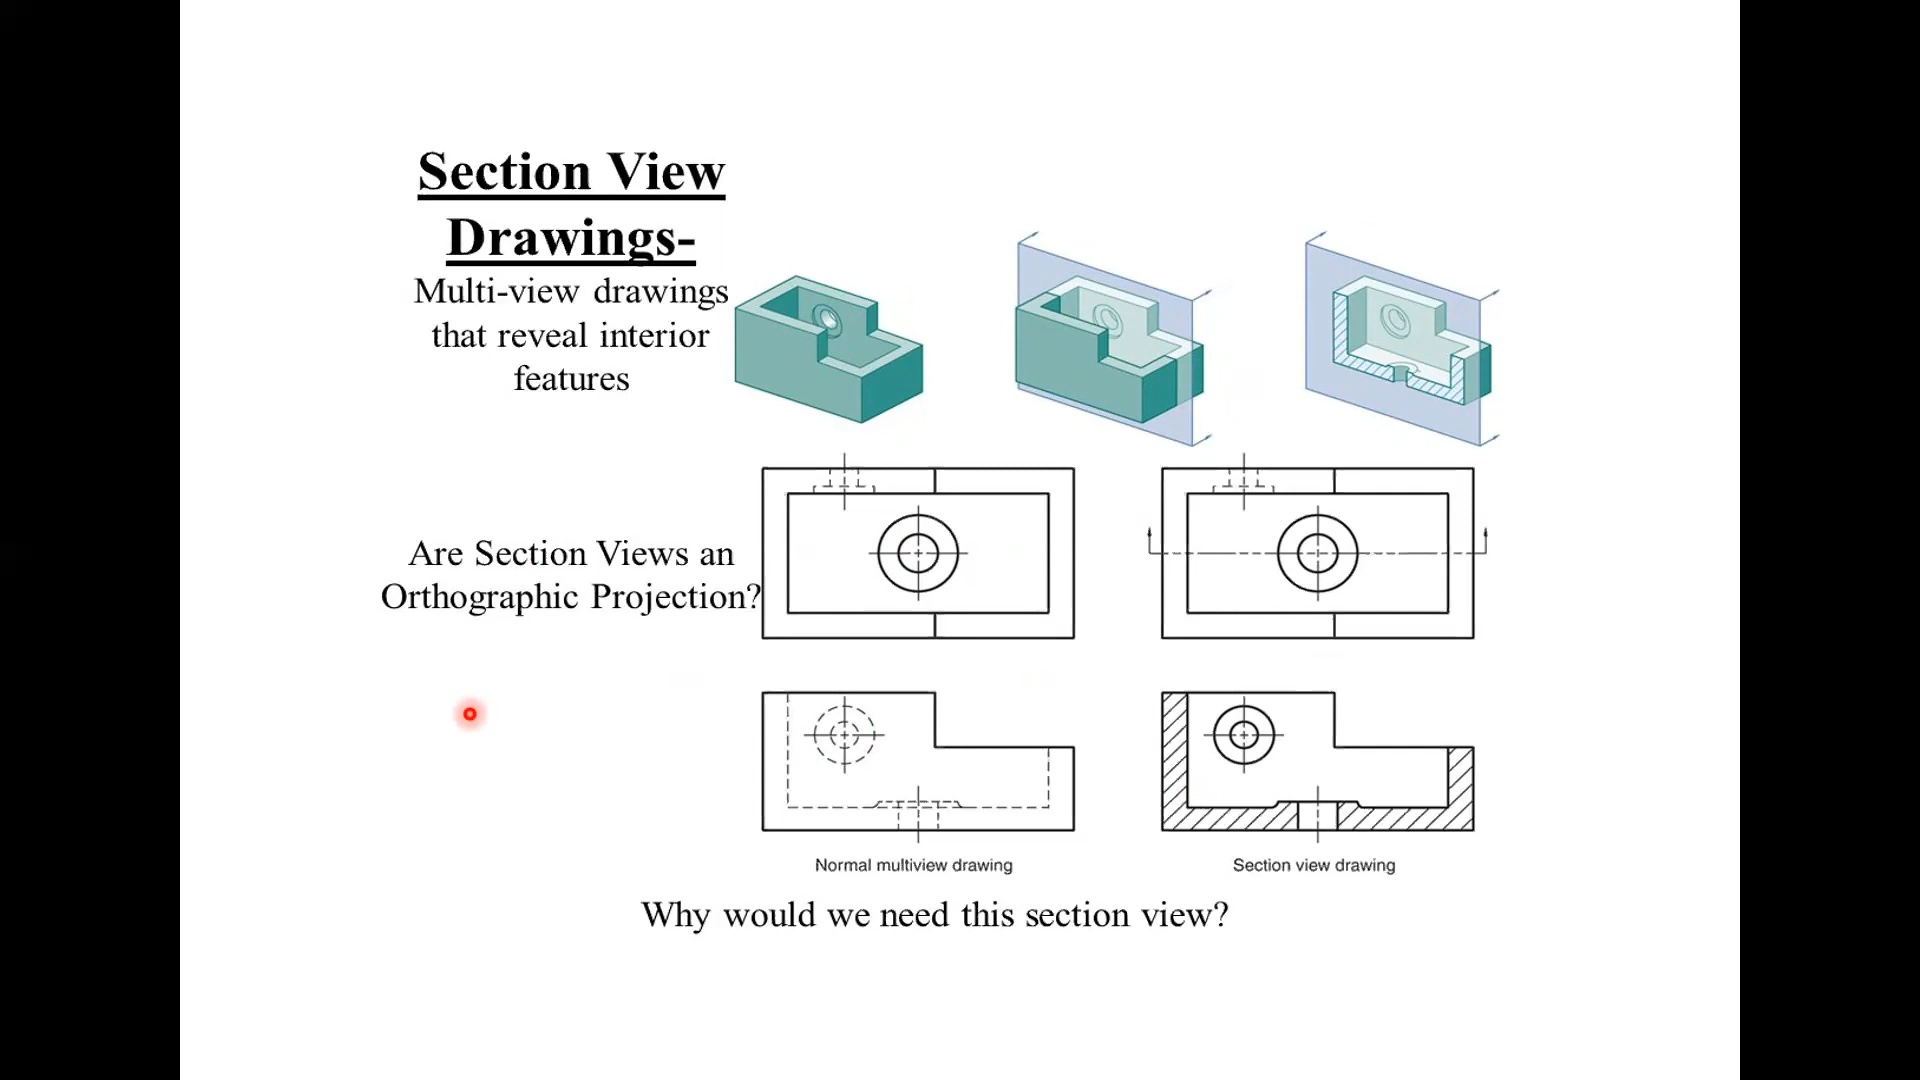 Section View
Drawings-
Multi-view drawings
that reveal interior
features
Are Section Views an
Orthographic Projection?
Normal multiview drawing
Section view drawing
Why would we need this section view?